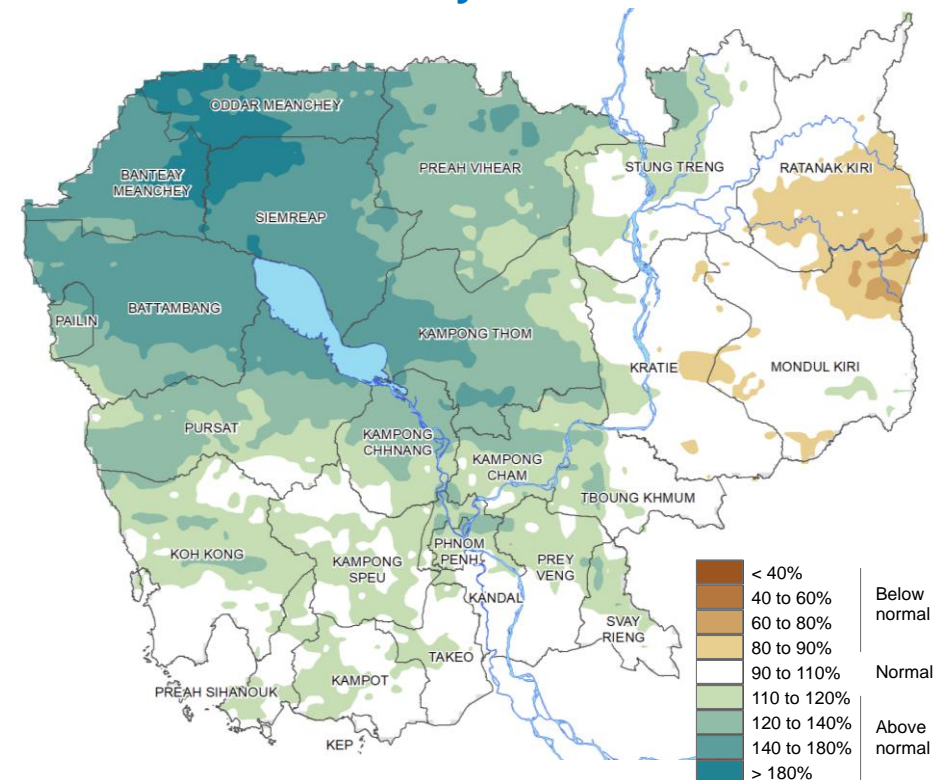 ODDAR MEANCHEY
PREAH VIHEAR
STUNG TRENG
RATANAK KIRI
BANTEAY
MEANCHEY
SIEMREAP
BATTAMBANG
PAILIN
KAMPONG THOM
KRATIE
MONDUL KIRI
PURSAT
KAMPONG
CHHNANG
KAMPONG
CHAM
TBOUNG KHMUM
KOH KONG
KAMPONG
SPEU
PHNOM
PENH
PREY
VENG
KANDAL
SVAY
RIENG
TAKEO
KAMPOT
PREAH SIHANOUK
KEP
< 40%
40 to 60%
60 to 80%
80 to 90%
90 to 110%
110 to 120%
120 to 140%
140 to 180%
> 180%
Below
normal
Normal
Above
normal